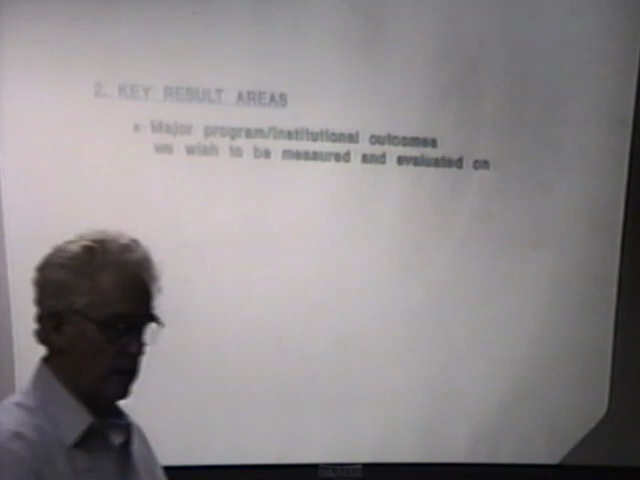 2. KEY RESULT AREAS
• Major program/institutional outcomes
we wish to be measured and evaluated on